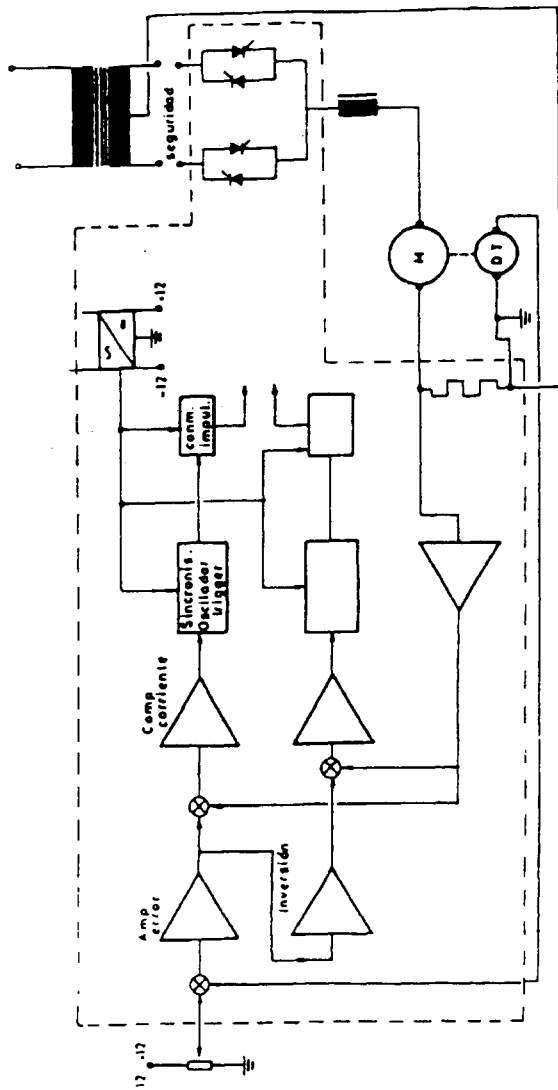 seguridad
S
=
-12
+12
conm.
impul.
Sincronis.
Oscilador
trigger
Comp
corriente
Amp
error
inversión
M
DT
12
-12